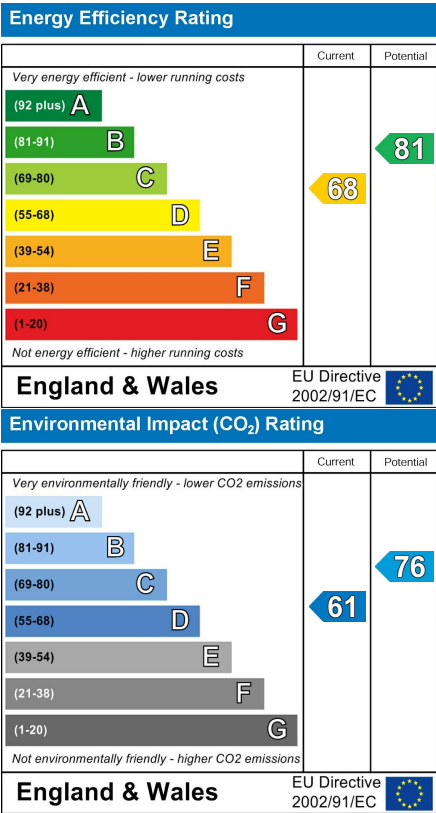 Energy Efficiency Rating
Current Potential
Very energy efficient - lower running costs
(92 plus) A
(81-91) B
81
(69-80) C
68
(55-68) D
(39-54) E
(21-38) F
(1-20) G
Not energy efficient - higher running costs
England & Wales
EU Directive
2002/91/EC
Environmental Impact (CO₂) Rating
Current Potential
Very environmentally friendly - lower CO2 emissions
(92 plus) A
(81-91) B
76
(69-80) C
61
(55-68) D
(39-54) E
(21-38) F
(1-20) G
Not environmentally friendly - higher CO2 emissions
England & Wales
EU Directive
2002/91/EC